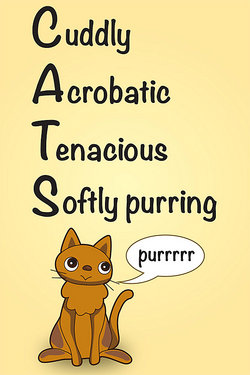 Cuddly
Acrobatic
Tenacious
Softly purring
purrrrr